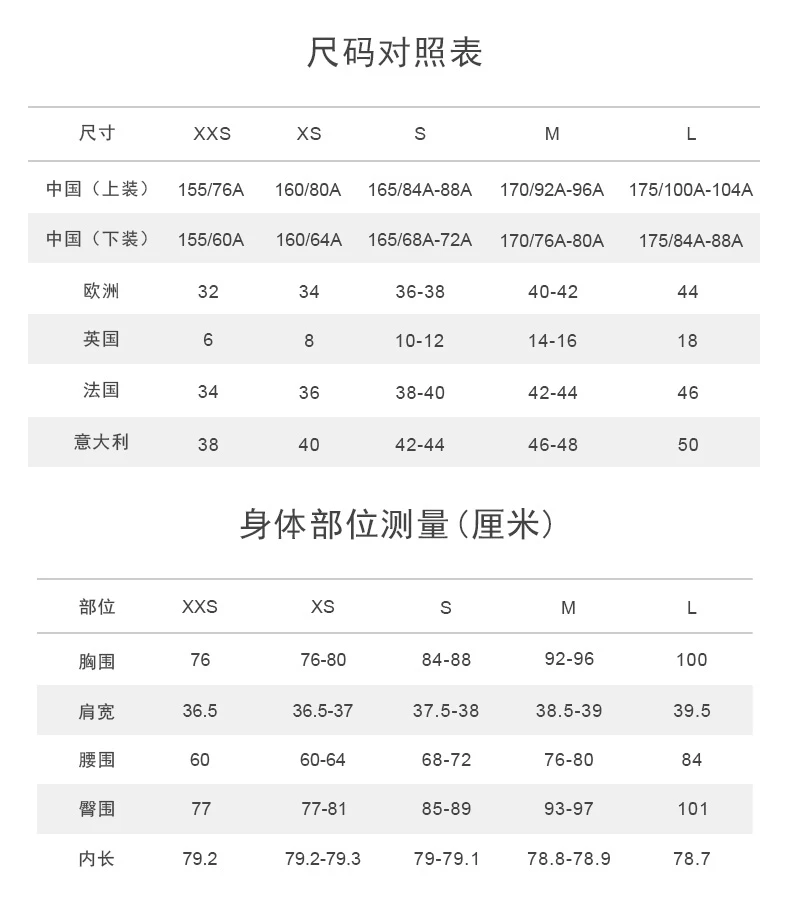 尺码对照表
尺寸 XXS XS S M L
中国（上装） 155/76A 160/80A 165/84A-88A 170/92A-96A 175/100A-104A
中国（下装） 155/60A 160/64A 165/68A-72A 170/76A-80A 175/84A-88A
欧洲 32 34 36-38 40-42 44
英国 6 8 10-12 14-16 18
法国 34 36 38-40 42-44 46
意大利 38 40 42-44 46-48 50
身体部位测量(厘米)
部位 XXS XS S M L
胸围 76 76-80 84-88 92-96 100
肩宽 36.5 36.5-37 37.5-38 38.5-39 39.5
腰围 60 60-64 68-72 76-80 84
臀围 77 77-81 85-89 93-97 101
内长 79.2 79.2-79.3 79-79.1 78.8-78.9 78.7